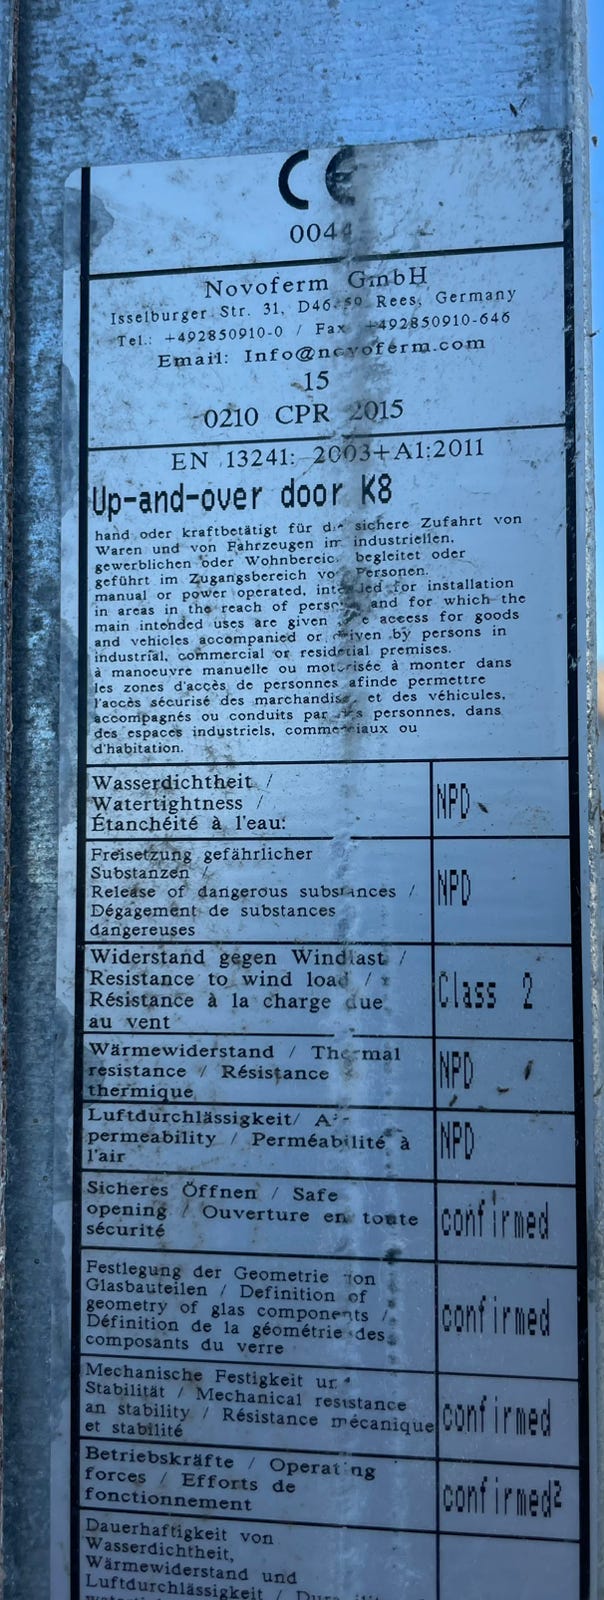 CE
0044
Novoferm GmbH
Isselburger Str. 31, D46459 Rees, Germany
Tel.: +492850910-0 / Fax +492850910-646
Email: Info@novoferm.com
15
0210 CPR 2015
EN 13241: 2003+A1:2011
Up-and-over door K8
hand oder kraftbetätigt für die sichere Zufahrt von
Waren und von Fahrzeugen im industriellen,
gewerblichen oder Wohnbereic begleitet oder
geführt im Zugangsbereich von Personen.
manual or power operated, intended for installation
in areas in the reach of persons and for which the
main intended uses are given access for goods
and vehicles accompanied or driven by persons in
industrial, commercial or residetial premises.
à manoeuvre manuelle ou motorisée à monter dans
les zones d'accès de personnes afinde permettre
l'accès sécurisé des marchandises et des véhicules,
accompagnés ou conduits par des personnes, dans
des espaces industriels, commerciaux ou
d'habitation.
Wasserdichtheit /
Watertightness / NPD
Étanchéité à l'eau:
Freisetzung gefährlicher
Substanzen /
Release of dangerous substances / NPD
Dégagement de substances
dangereuses
Widerstand gegen Windlast /
Resistance to wind load / Class 2
Résistance à la charge due
au vent
Wärmewiderstand / Thermal
resistance / Résistance NPD
thermique
Luftdurchlässigkeit/ Air-
permeability / Perméabilité à NPD
l'air
Sicheres Öffnen / Safe
opening / Ouverture en toute confirmed
sécurité
Festlegung der Geometrie von
Glasbauteilen / Definition of
geometry of glas components / confirmed
Définition de la géométrie des
composants du verre
Mechanische Festigkeit und
Stabilität / Mechanical resistance
an stability / Résistance mécanique confirmed
et stabilité
Betriebskräfte / Operating
forces / Efforts de confirmed²
fonctionnement
Dauerhaftigkeit von
Wasserdichtheit,
Wärmewiderstand und
Luftdurchlässigkeit /